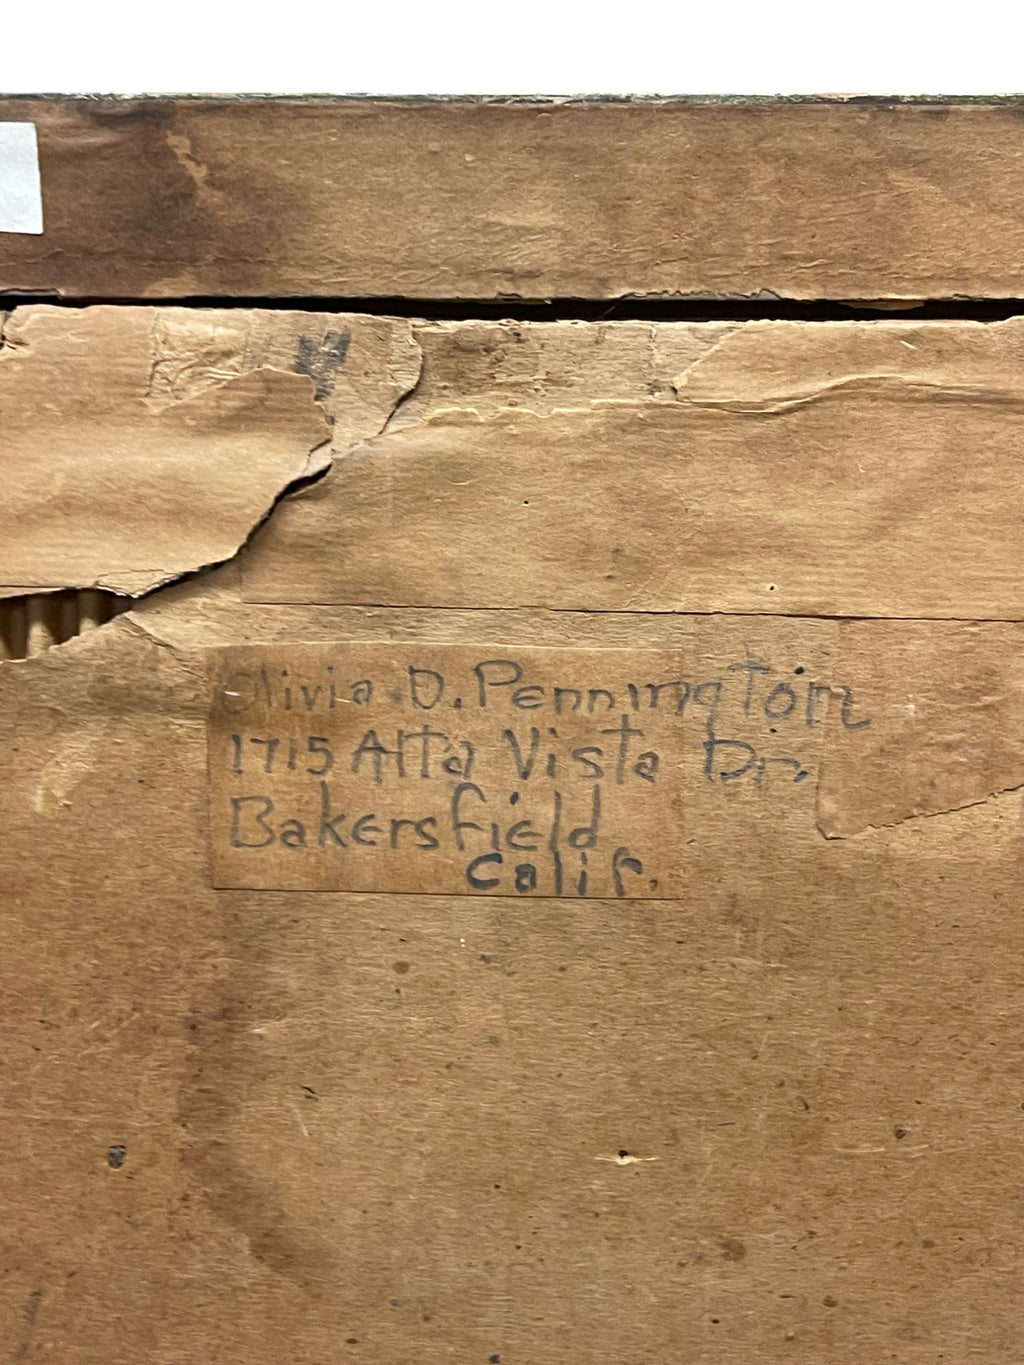 Olivia D. Pennington
1715 Alta Vista Dr.
Bakersfield
Calif.